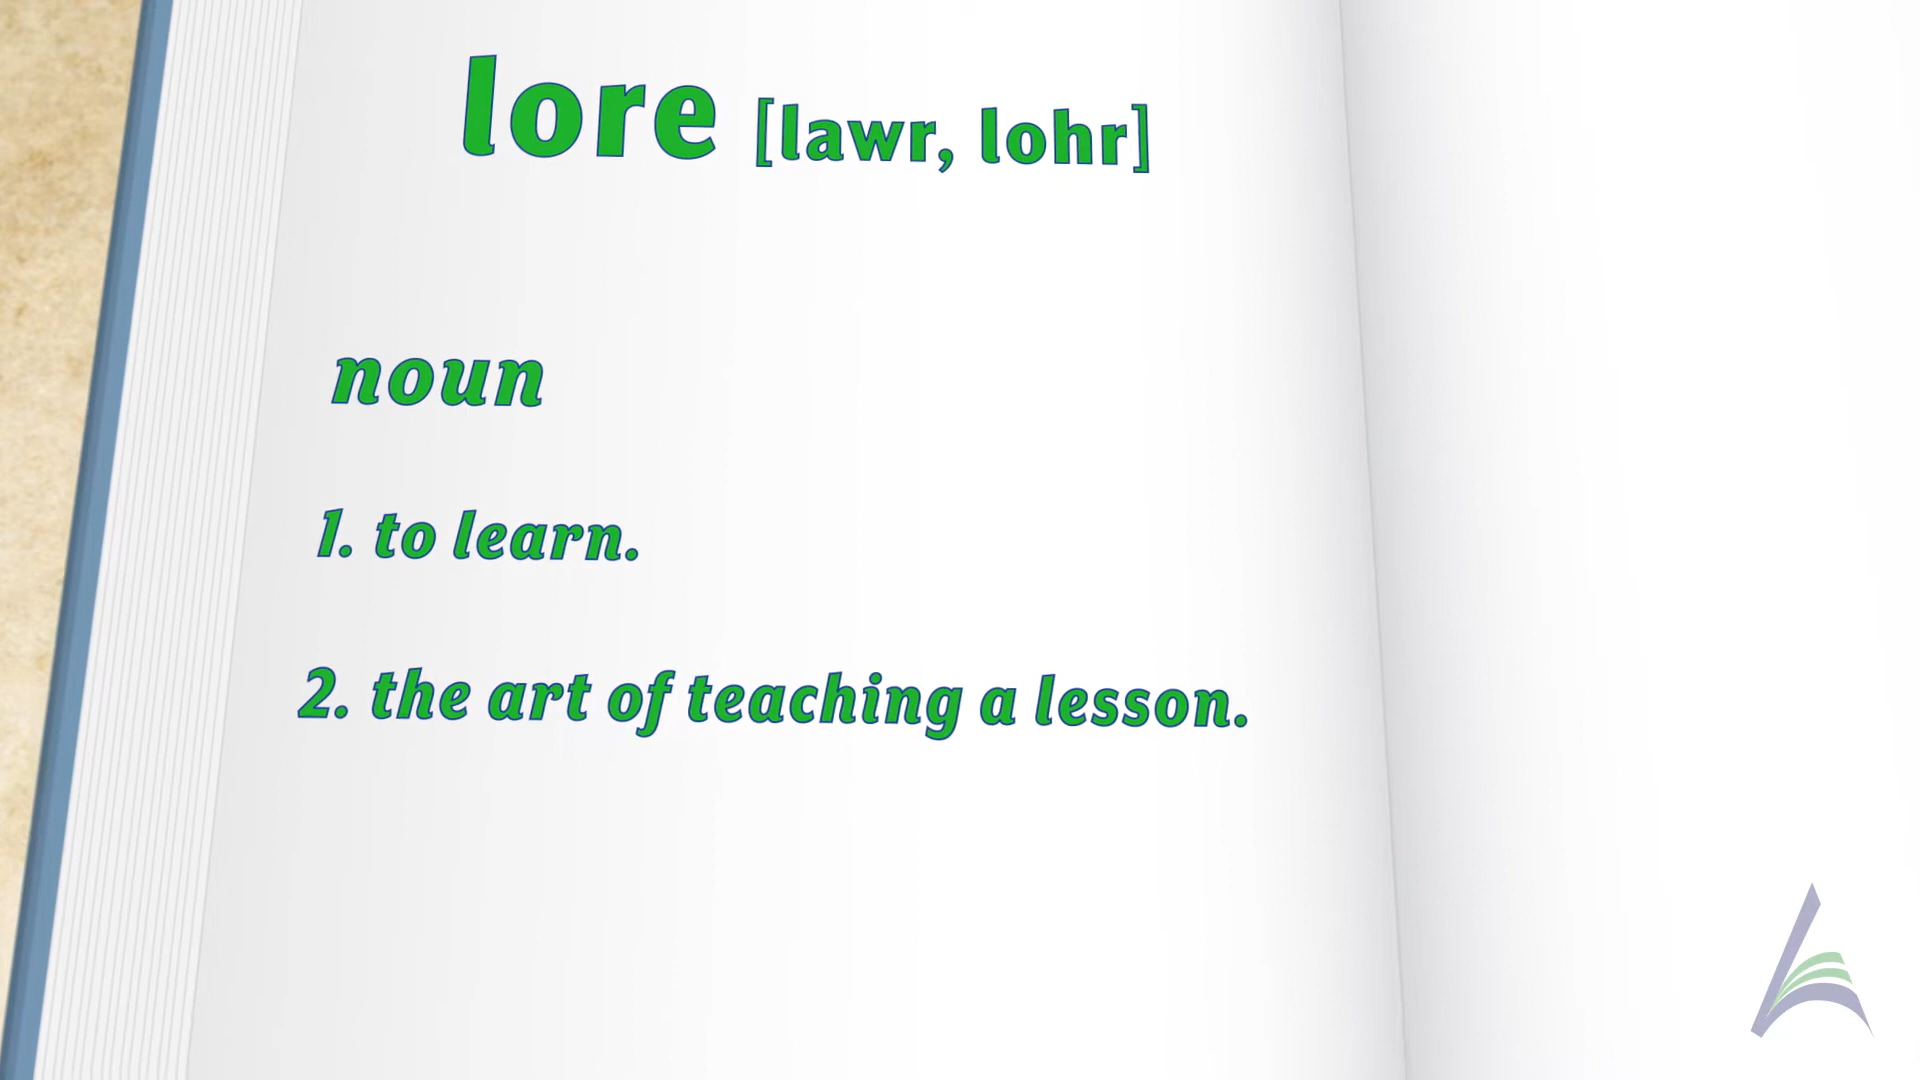 lore [lawr, lohr]
noun
1. to learn.
2. the art of teaching a lesson.